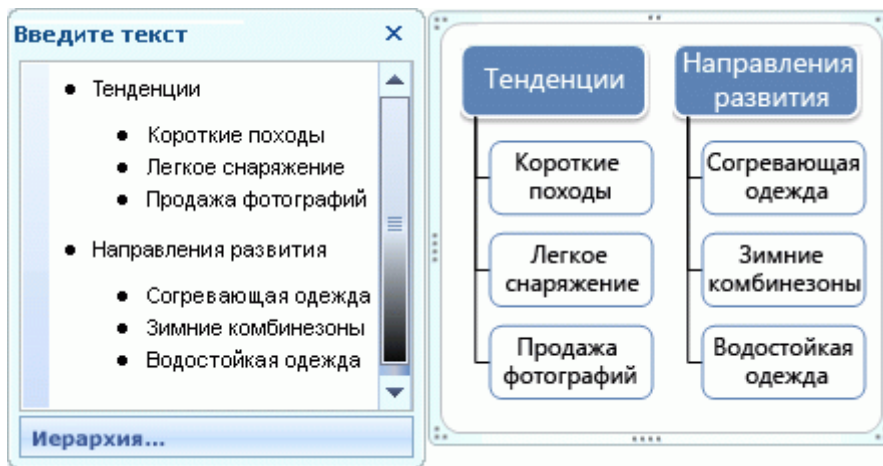 Введите текст
Тенденции
Короткие походы
Легкое снаряжение
Продажа фотографий
Направления развития
Согревающая одежда
Зимние комбинезоны
Водостойкая одежда
Иерархия...
Тенденции
Короткие
походы
Легкое
снаряжение
Продажа
фотографий
Направления
развития
Согревающая
одежда
Зимние
комбинезоны
Водостойкая
одежда